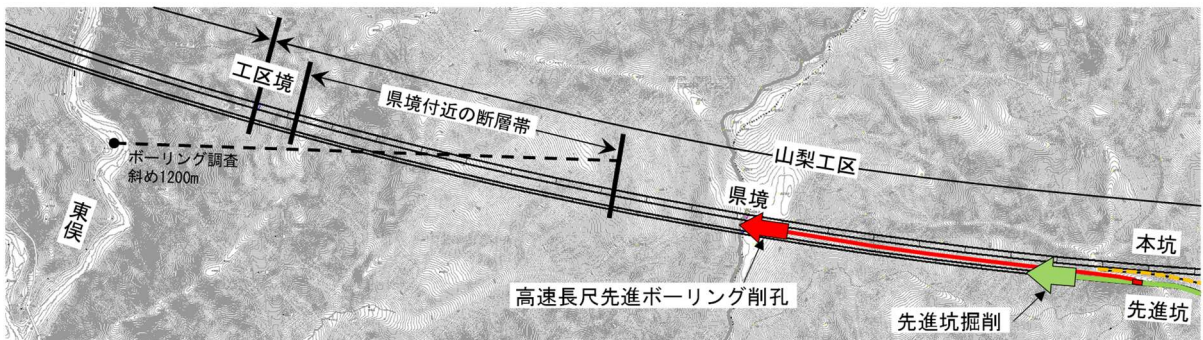 工区境
県境付近の断層帯
ボーリング調査
斜め1200m
東俣
山梨工区
県境
高速長尺先進ボーリング削孔
本坑
先進坑
先進坑掘削